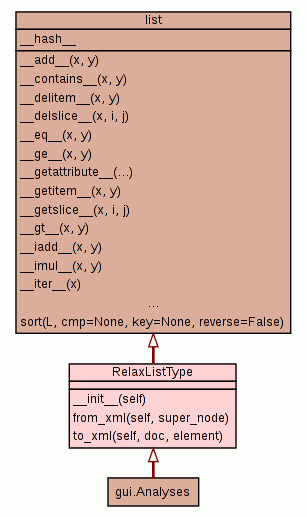 list
__hash__
__add__(x, y)
__contains__(x, y)
__delitem__(x, y)
__delslice__(x, i, j)
__eq__(x, y)
__ge__(x, y)
__getattribute__(...)
__getitem__(x, y)
__getslice__(x, i, j)
__gt__(x, y)
__iadd__(x, y)
__imul__(x, y)
__iter__(x)
...
sort(L, cmp=None, key=None, reverse=False)
RelaxListType
__init__(self)
from_xml(self, super_node)
to_xml(self, doc, element)
gui.Analyses